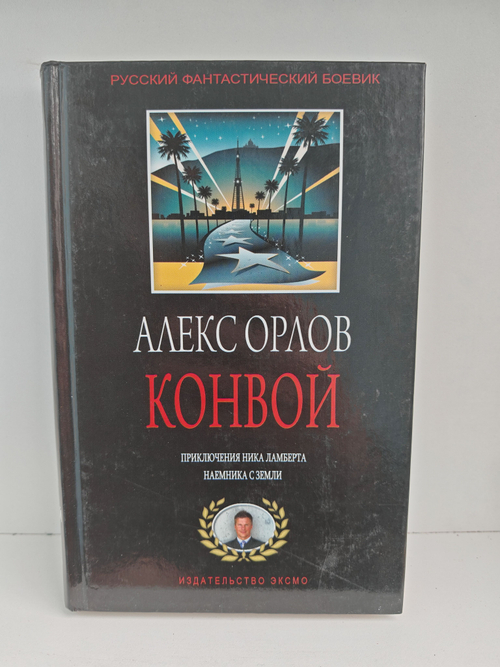 РУССКИЙ ФАНТАСТИЧЕСКИЙ БОЕВИК
АЛЕКС ОРЛОВ
КОНВОЙ
ПРИКЛЮЧЕНИЯ НИКА ЛАМБЕРТА
НАЕМНИКА С ЗЕМЛИ
ИЗДАТЕЛЬСТВО ЭКСМО